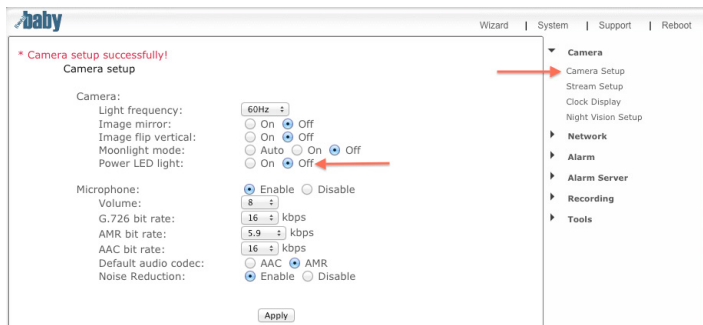 baby
Wizard | System | Support | Reboot
* Camera setup successfully!
Camera setup
Camera:
Light frequency: 60Hz
Image mirror: On Off
Image flip vertical: On Off
Moonlight mode: Auto On Off
Power LED light: On Off
Microphone: Enable Disable
Volume: 8
G.726 bit rate: 16 kbps
AMR bit rate: 5.9 kbps
AAC bit rate: 16 kbps
Default audio codec: AAC AMR
Noise Reduction: Enable Disable
Apply
Camera
Camera Setup
Stream Setup
Clock Display
Night Vision Setup
Network
Alarm
Alarm Server
Recording
Tools